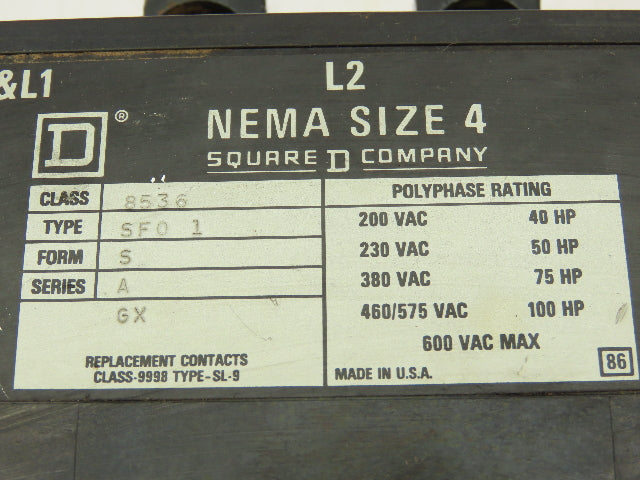 &L1 L2
D ®
NEMA SIZE 4
SQUARE D COMPANY
CLASS 8536
TYPE SFO 1
FORM S
SERIES A
GX
REPLACEMENT CONTACTS
CLASS-9998 TYPE-SL-9
POLYPHASE RATING
200 VAC 40 HP
230 VAC 50 HP
380 VAC 75 HP
460/575 VAC 100 HP
600 VAC MAX
MADE IN U.S.A. 86